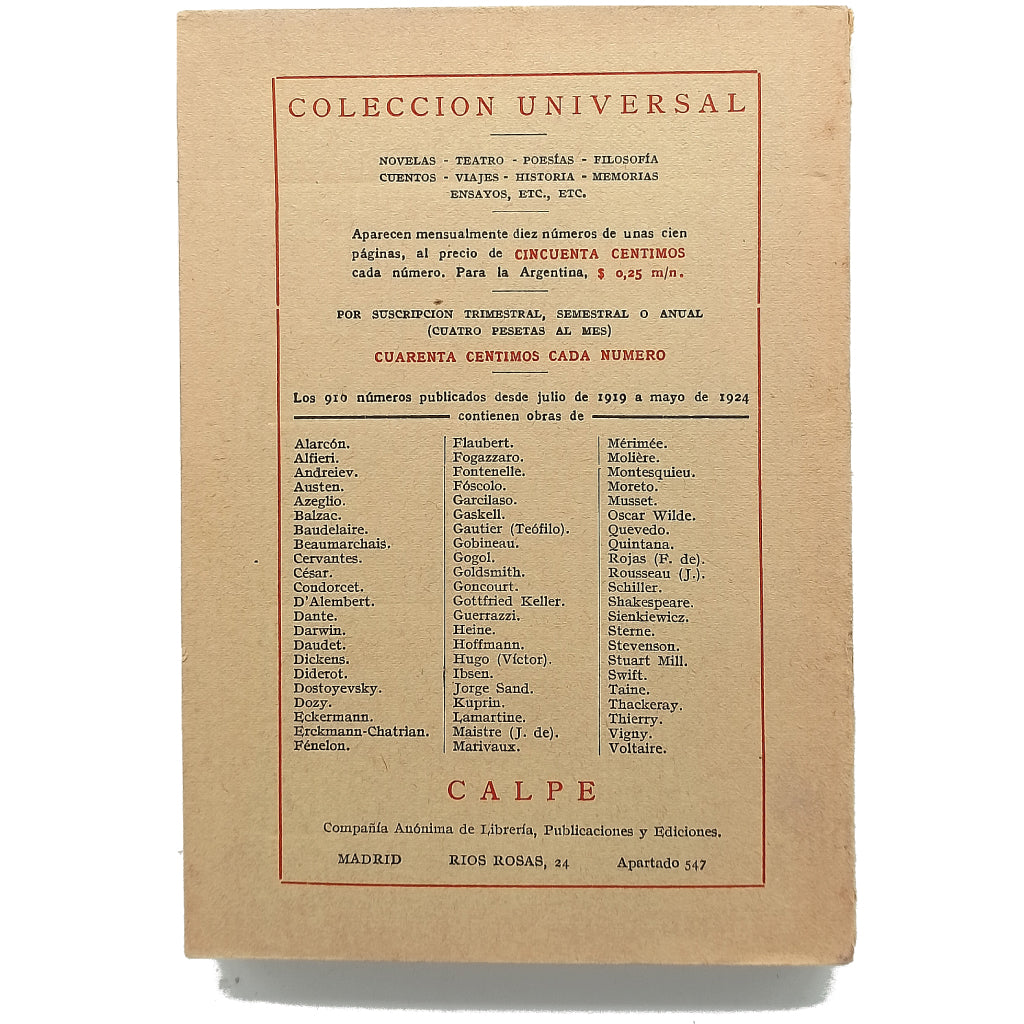 COLECCION UNIVERSAL
NOVELAS - TEATRO - POESÍAS - FILOSOFÍA
CUENTOS - VIAJES - HISTORIA - MEMORIAS
ENSAYOS, ETC., ETC.
Aparecen mensualmente diez números de unas cien
páginas, al precio de CINCUENTA CENTIMOS
cada número. Para la Argentina, $ 0,25 m/n.
POR SUSCRIPCION TRIMESTRAL, SEMESTRAL O ANUAL
(CUATRO PESETAS AL MES)
CUARENTA CENTIMOS CADA NUMERO
Los 910 números publicados desde julio de 1919 a mayo de 1924
contienen obras de
Alarcón.
Alfieri.
Andreiev.
Austen.
Azeglio.
Balzac.
Baudelaire.
Beaumarchais.
Cervantes.
César.
Condorcet.
D'Alembert.
Dante.
Darwin.
Daudet.
Dickens.
Diderot.
Dostoyevsky.
Dozy.
Eckermann.
Erckmann-Chatrian.
Fénelon.
Flaubert.
Fogazzaro.
Fontenelle.
Fóscolo.
Garcilaso.
Gaskell.
Gautier (Teófilo).
Gobineau.
Gogol.
Goldsmith.
Goncourt.
Gottfried Keller.
Guerrazzi.
Heine.
Hoffmann.
Hugo (Víctor).
Ibsen.
Jorge Sand.
Kuprin.
Lamartine.
Maistre (J. de).
Marivaux.
Mérimée.
Molière.
Montesquieu.
Moreto.
Musset.
Oscar Wilde.
Quevedo.
Quintana.
Rojas (F. de).
Rousseau (J.).
Schiller.
Shakespeare.
Sienkiewicz.
Sterne.
Stevenson.
Stuart Mill.
Swift.
Taine.
Thackeray.
Thierry.
Vigny.
Voltaire.
CALPE
Compañía Anónima de Librería, Publicaciones y Ediciones.
MADRID RIOS ROSAS, 24 Apartado 547